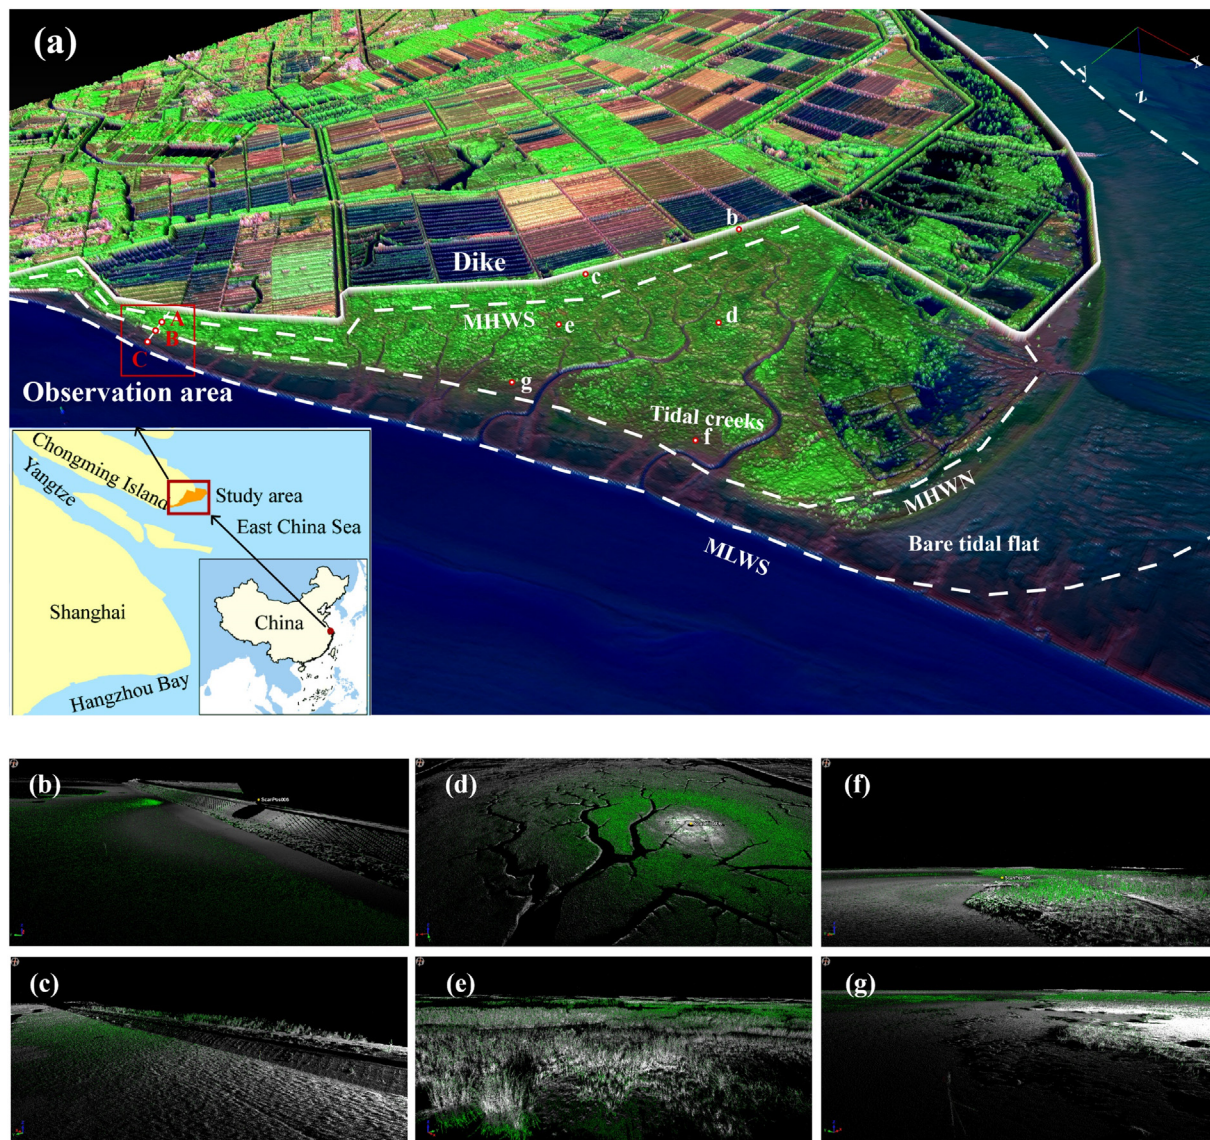 (a)
x
y
z
b
Dike
c
MHWS
e
d
A
B
C
g
Observation area
Tidal creeks
f
MHWN
MLWS
Bare tidal flat
Chongming Island
Yangtze
Study area
East China Sea
China
Shanghai
Hangzhou Bay
(b)
ScanPos006
(d)
(f)
(c)
(e)
(g)